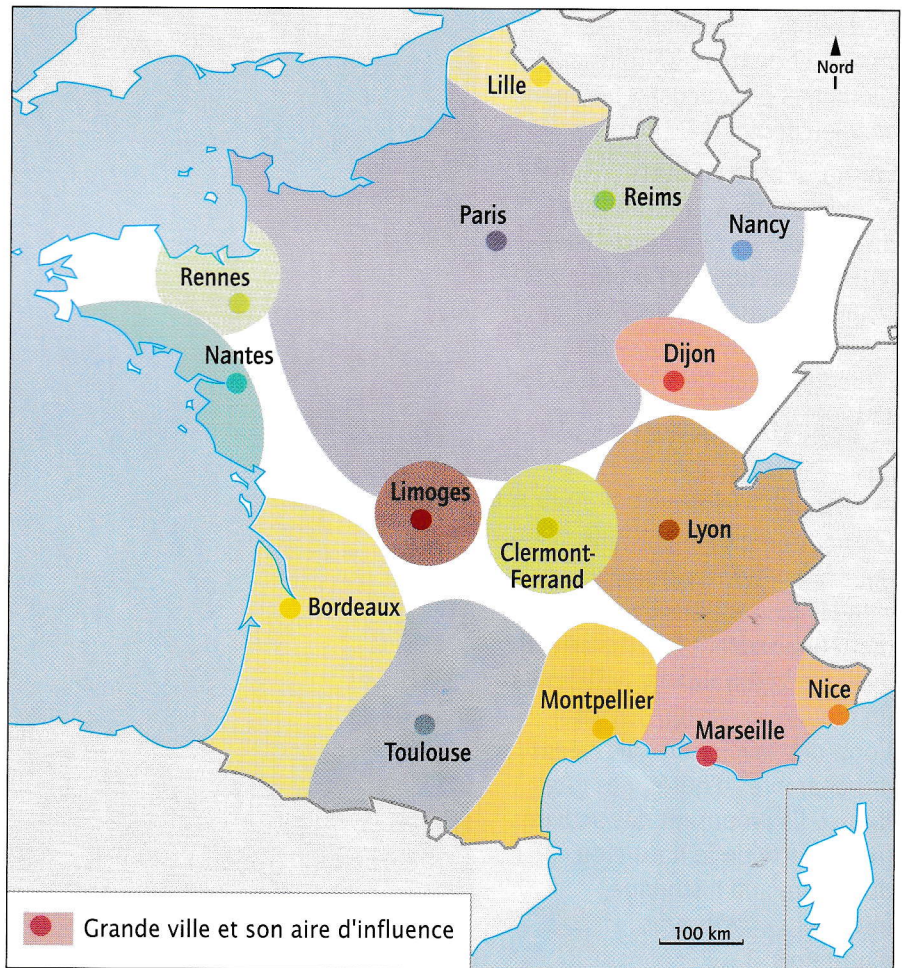 Nord
Lille
Reims
Paris
Nancy
Rennes
Nantes
Dijon
Limoges
Clermont-
Ferrand
Lyon
Bordeaux
Montpellier
Nice
Marseille
Toulouse
Grande ville et son aire d'influence
100 km